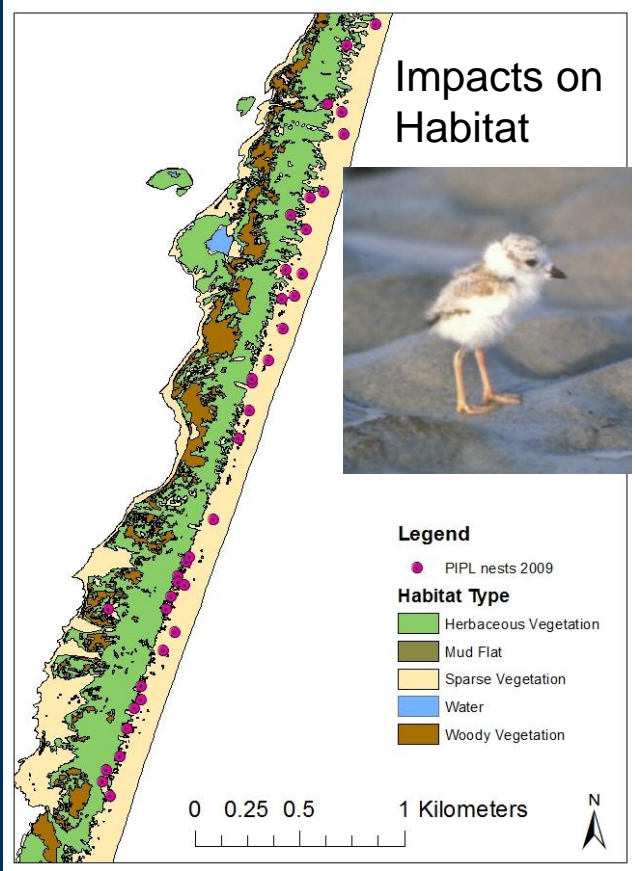 Impacts on
Habitat
Legend
PIPL nests 2009
Habitat Type
Herbaceous Vegetation
Mud Flat
Sparse Vegetation
Water
Woody Vegetation
0 0.25 0.5 1 Kilometers
N